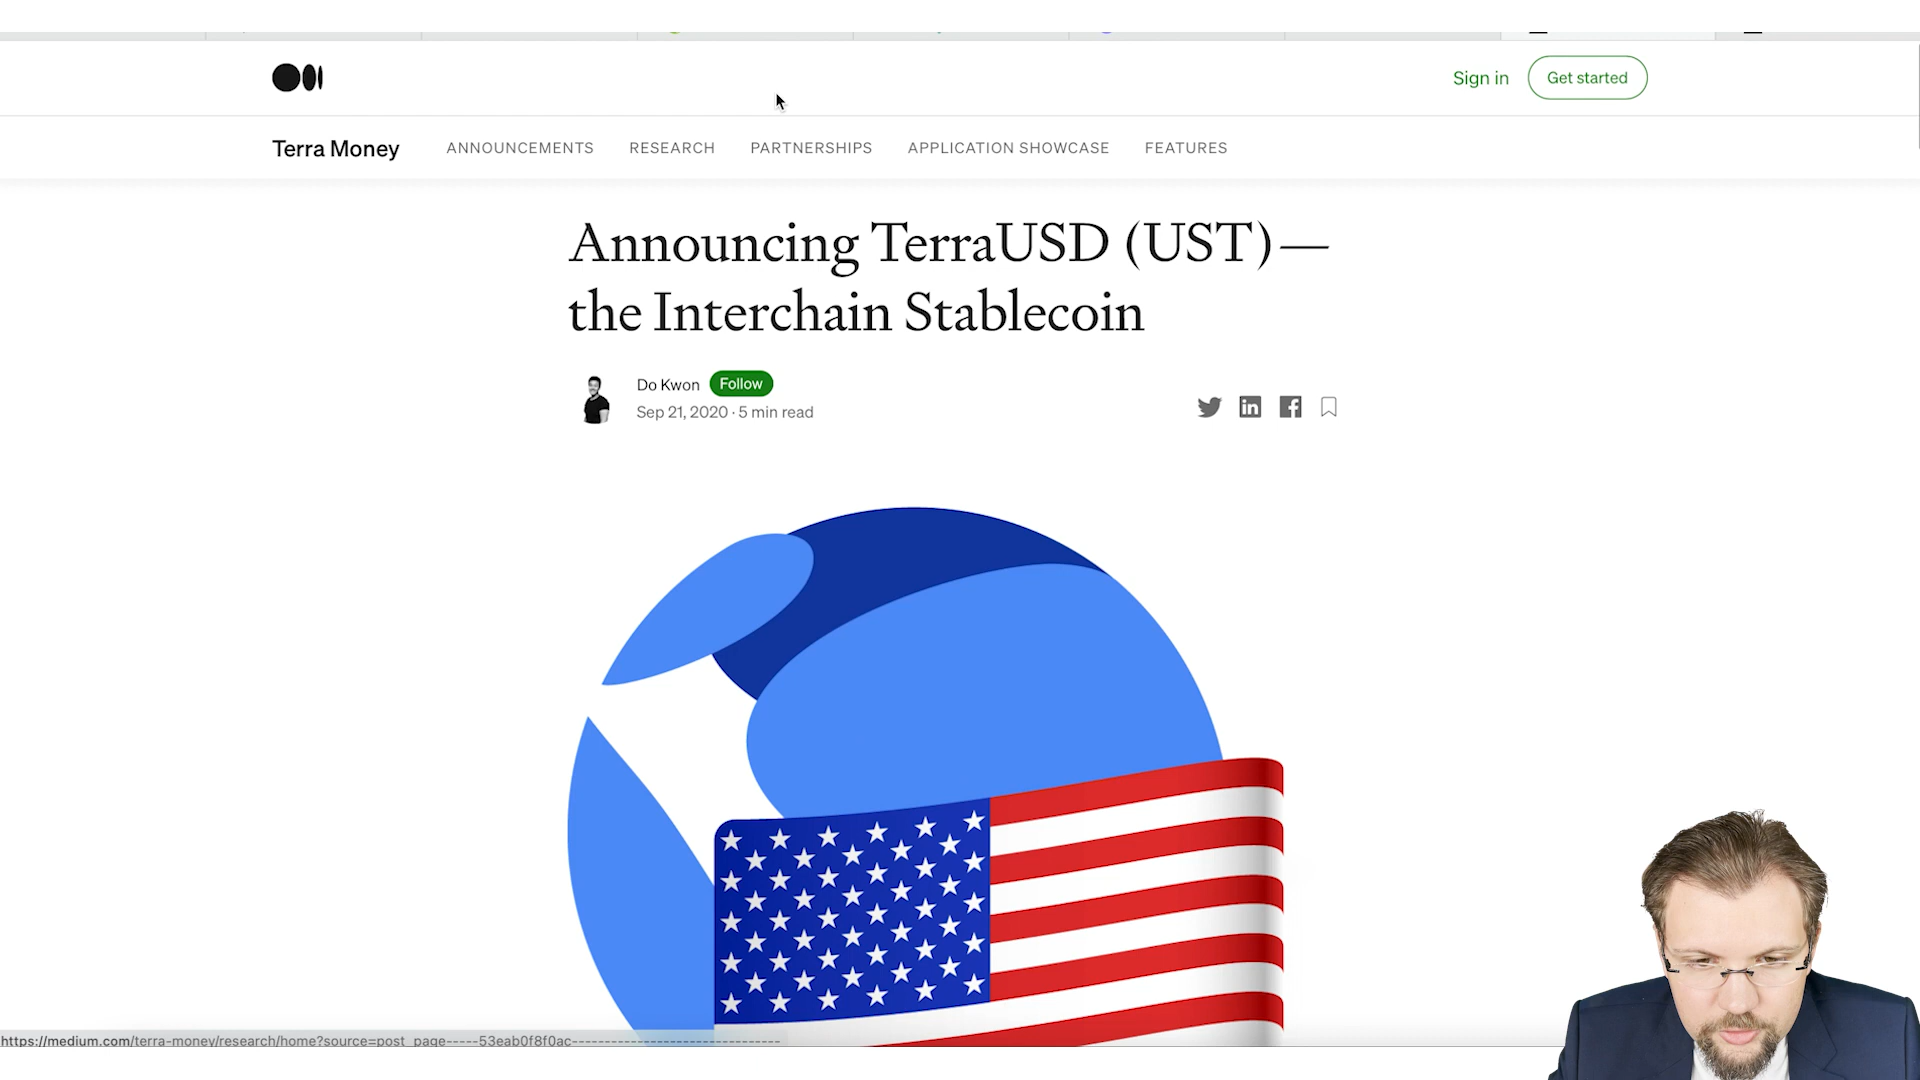 Sign in
Get started
Terra Money
ANNOUNCEMENTS
RESEARCH
PARTNERSHIPS
APPLICATION SHOWCASE
FEATURES
Announcing TerraUSD (UST) —
the Interchain Stablecoin
Do Kwon
Follow
Sep 21, 2020 · 5 min read
https://medium.com/terra-money/research/home?source=post_page-----53eab0f8f0ac--------------------------------